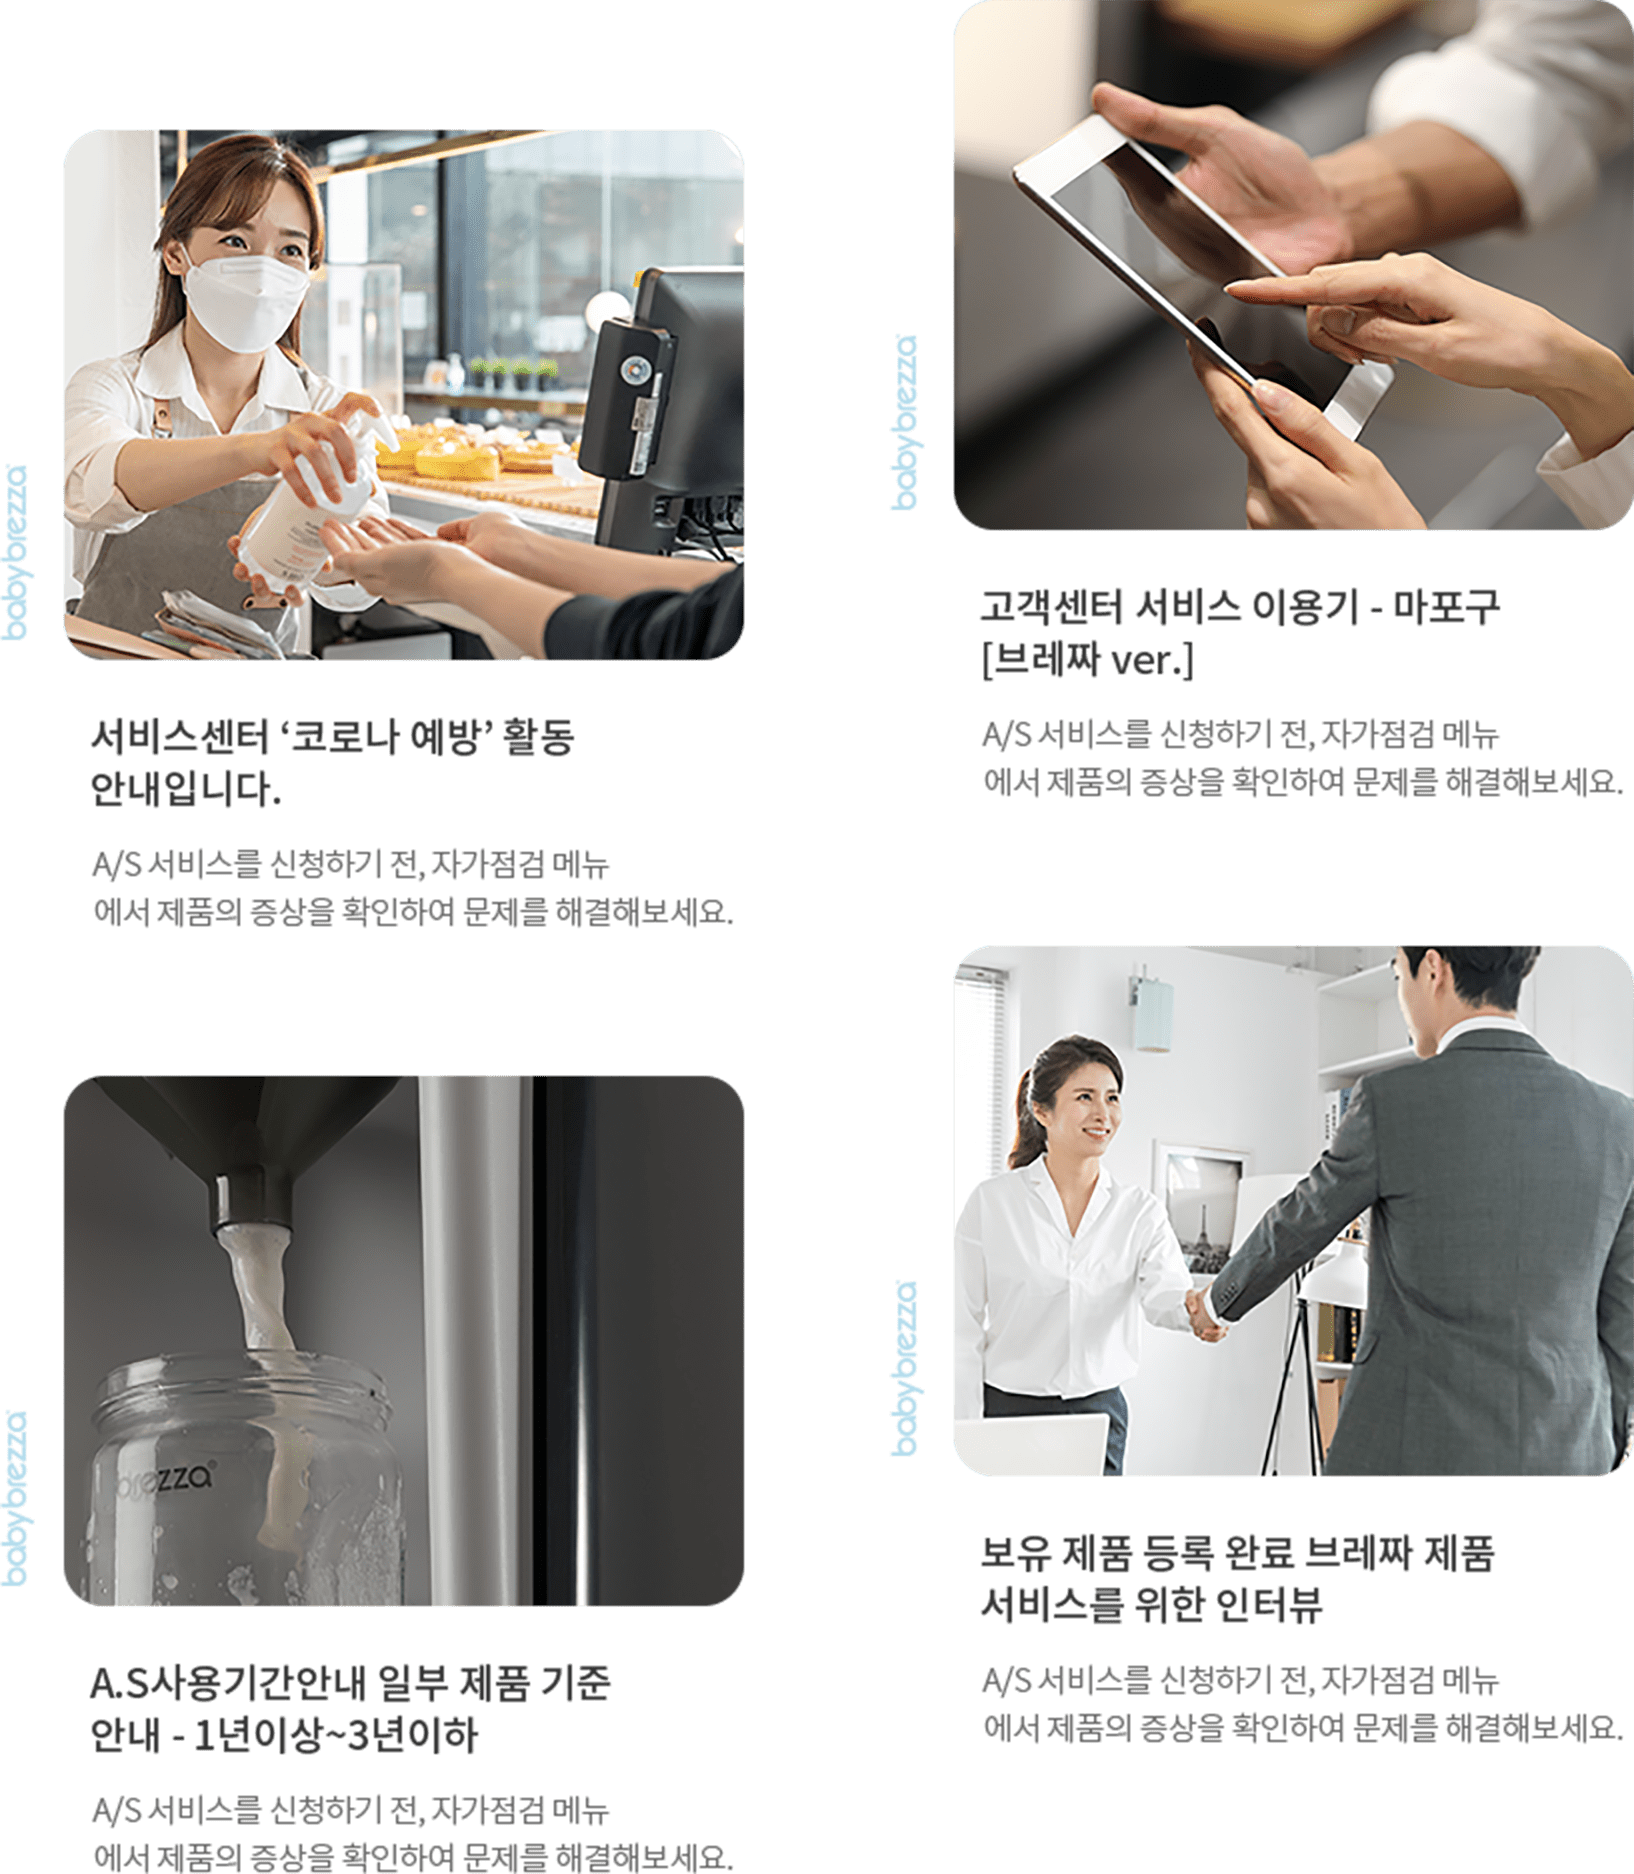 babybrezza
서비스센터 ‘코로나 예방’ 활동
안내입니다.
A/S 서비스를 신청하기 전, 자가점검 메뉴
에서 제품의 증상을 확인하여 문제를 해결해보세요.
babybrezza
고객센터 서비스 이용기 - 마포구
[브레짜 ver.]
A/S 서비스를 신청하기 전, 자가점검 메뉴
에서 제품의 증상을 확인하여 문제를 해결해보세요.
babybrezza
brezza
A.S사용기간안내 일부 제품 기준
안내 - 1년이상~3년이하
A/S 서비스를 신청하기 전, 자가점검 메뉴
에서 제품의 증상을 확인하여 문제를 해결해보세요.
babybrezza
보유 제품 등록 완료 브레짜 제품
서비스를 위한 인터뷰
A/S 서비스를 신청하기 전, 자가점검 메뉴
에서 제품의 증상을 확인하여 문제를 해결해보세요.